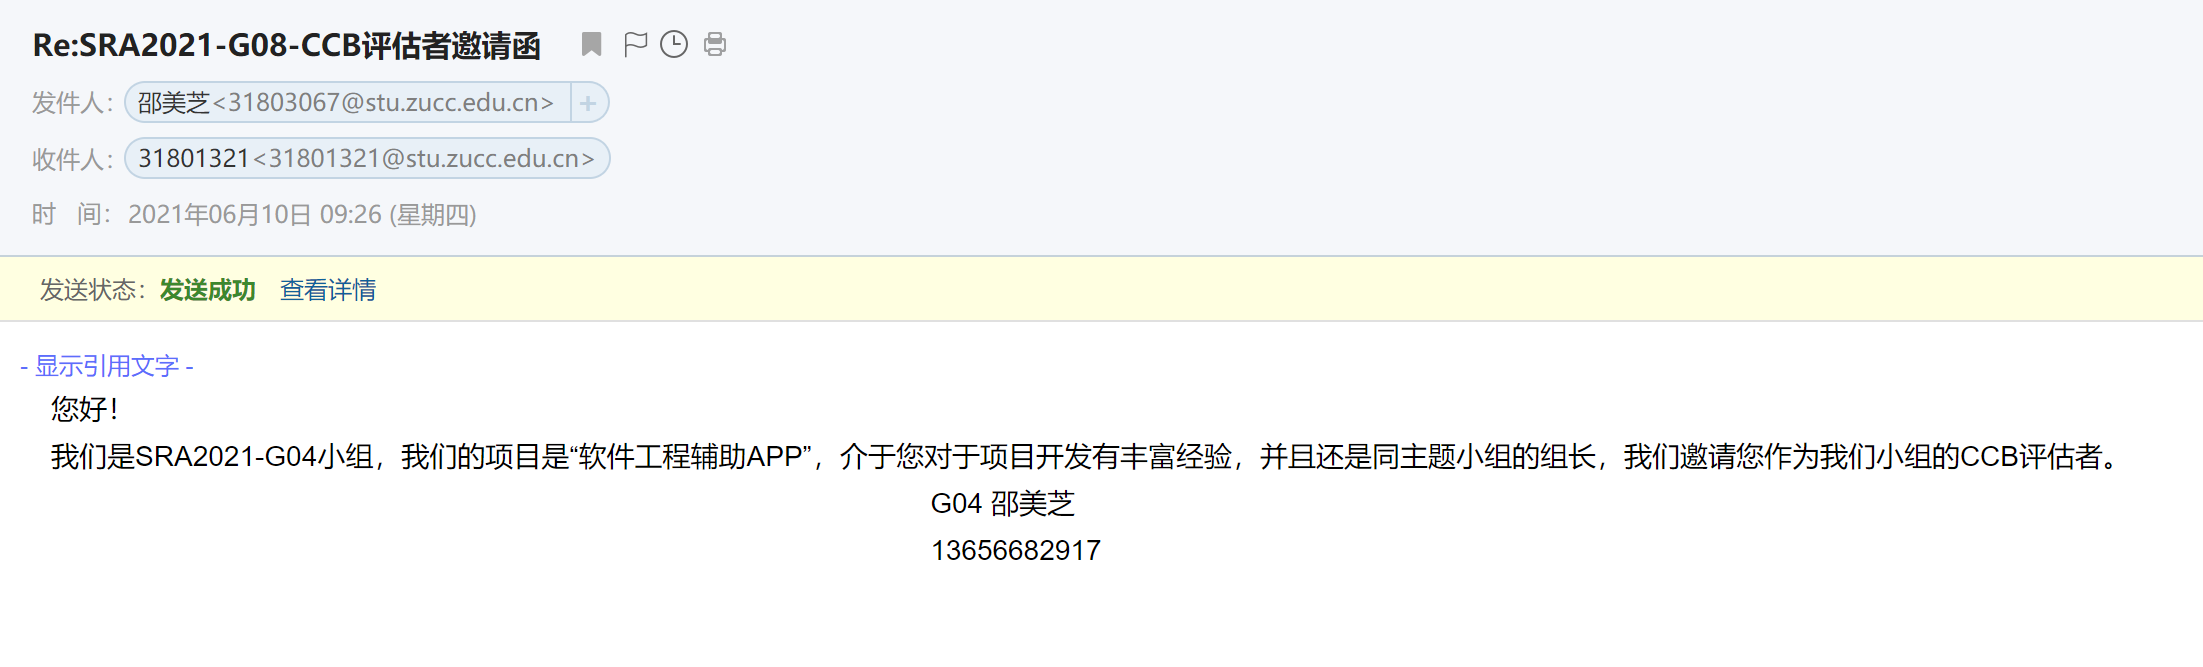 Re:SRA2021-G08-CCB评估者邀请函
发件人：邵美芝<31803067@stu.zucc.edu.cn> +
收件人：31801321<31801321@stu.zucc.edu.cn>
时 间：2021年06月10日 09:26 (星期四)
发送状态：发送成功 查看详情
- 显示引用文字 -
您好！
我们是SRA2021-G04小组，我们的项目是“软件工程辅助APP”，介于您对于项目开发有丰富经验，并且还是同主题小组的组长，我们邀请您作为我们小组的CCB评估者。
G04 邵美芝
13656682917